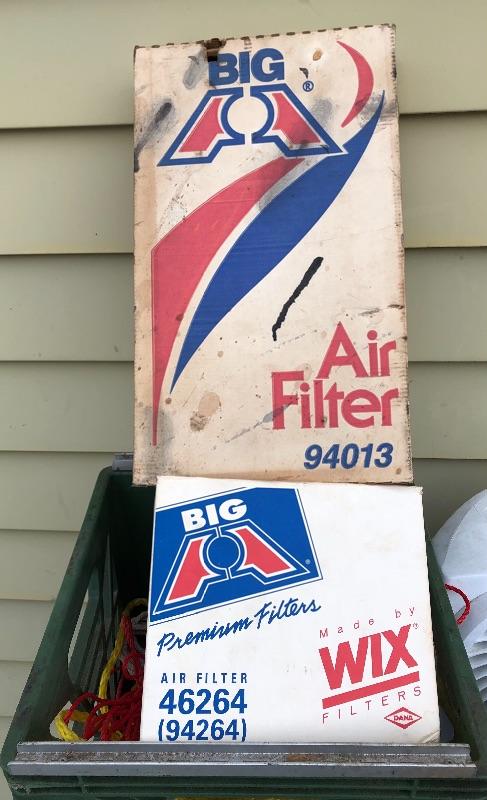 BIG
A®
Air
Filter
94013
BIG
A®
Premium Filters
Made by
WIX®
FILTERS
DANA
AIR FILTER
46264
(94264)